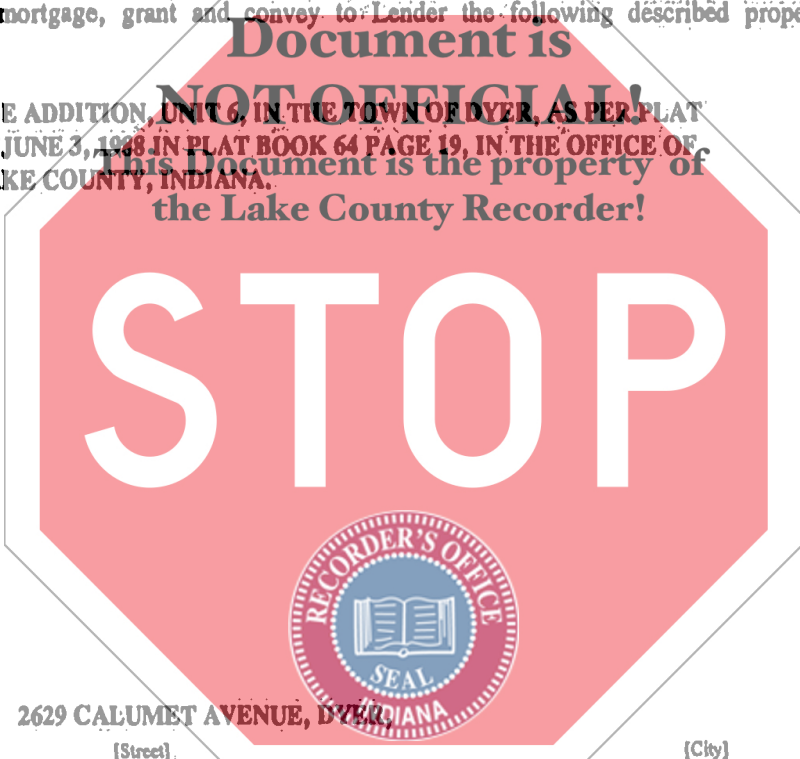 mortgage, grant and convey to Lender the following described
Document is
NOT OFFICIAL!
E ADDITION, UNIT 6, IN THE TOWN OF DYER, AS PER PLAT
JUNE 3, 1988 IN PLAT BOOK 64 PAGE 19, IN THE OFFICE OF
This Document is the property of
KE COUNTY, INDIANA.
the Lake County Recorder!
STOP
RECORDER'S OFFICE
SEAL
INDIANA
2629 CALUMET AVENUE, DYER,
[Street] [City]